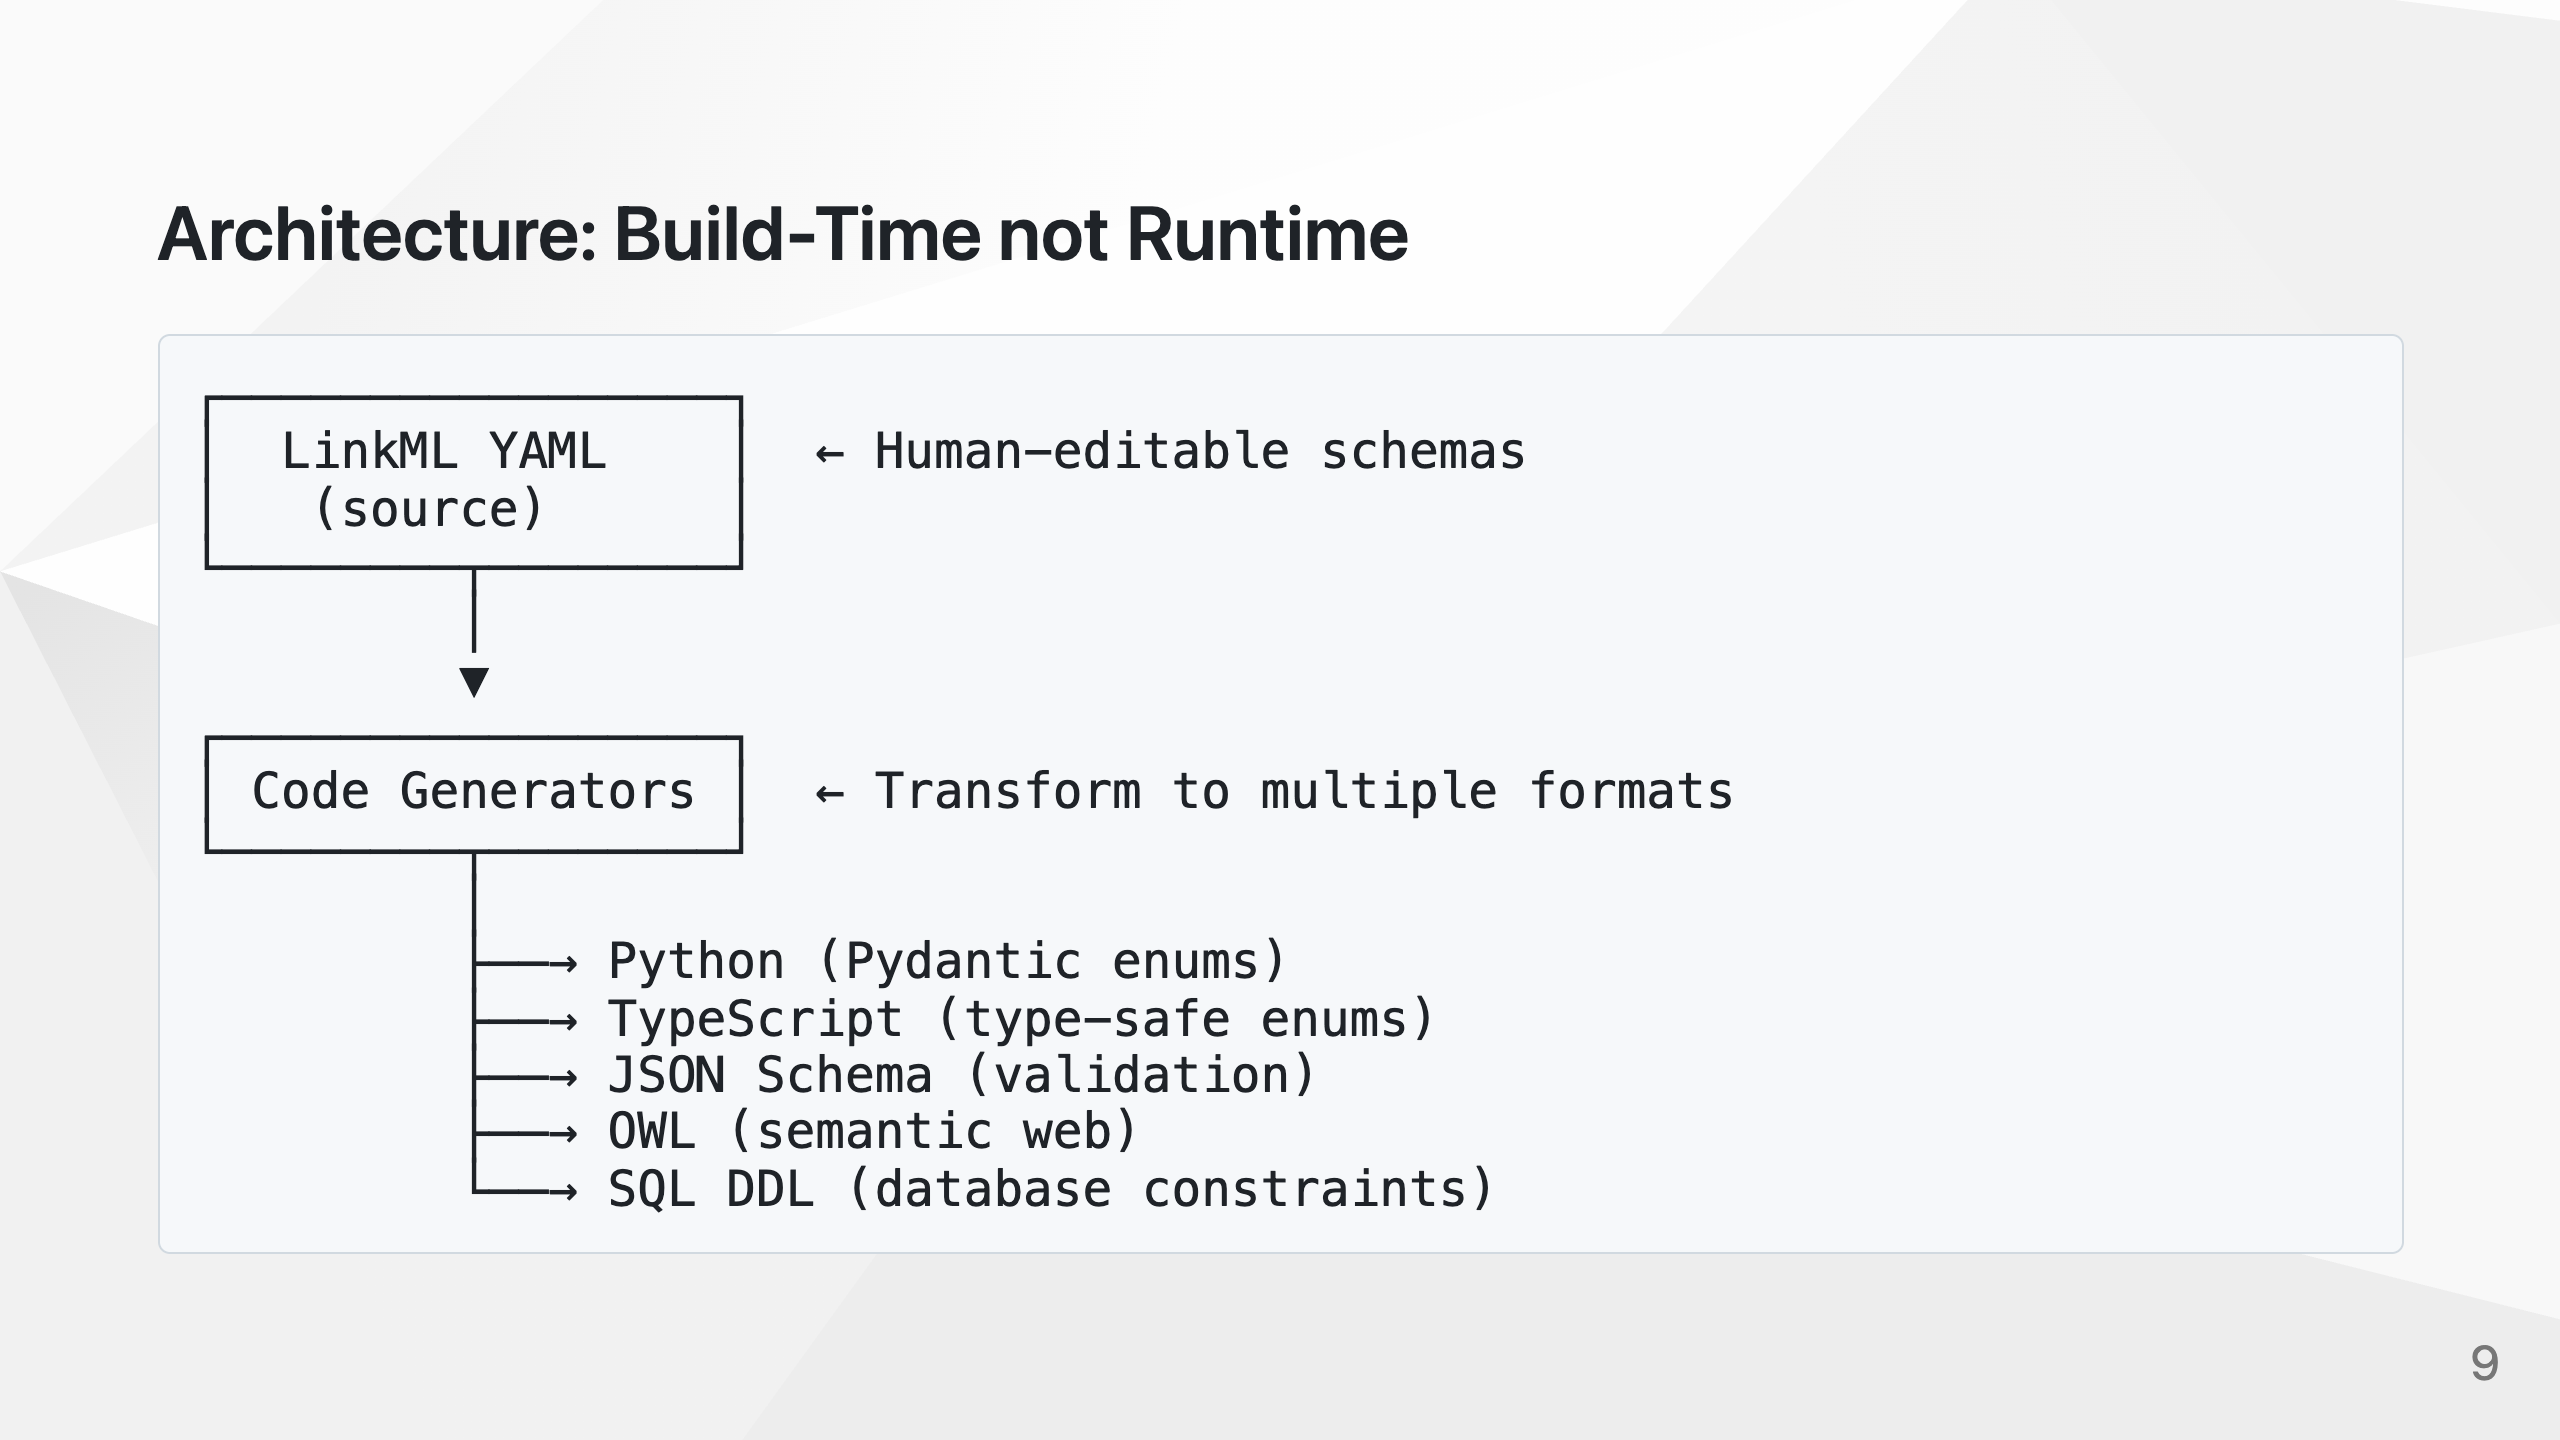 Architecture: Build-Time not Runtime
LinkML YAML ← Human-editable schemas
(source)
Code Generators ← Transform to multiple formats
→ Python (Pydantic enums)
→ TypeScript (type-safe enums)
→ JSON Schema (validation)
→ OWL (semantic web)
→ SQL DDL (database constraints)
9